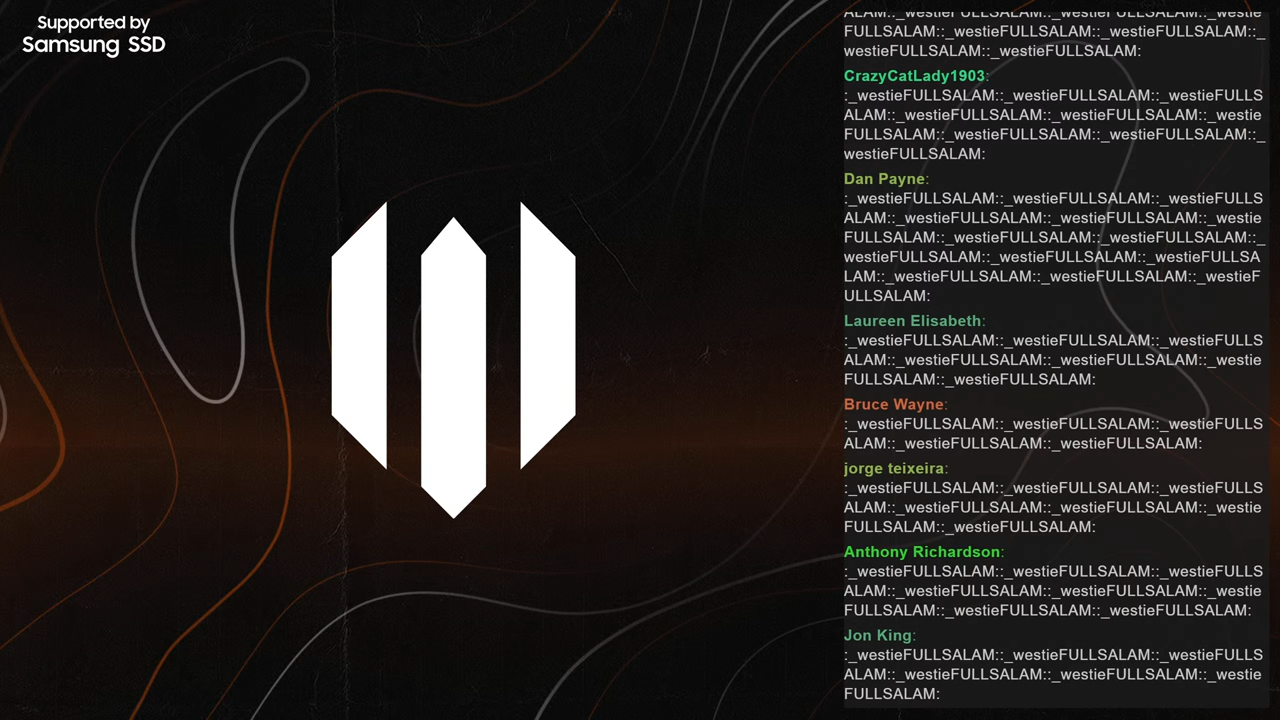 Supported by
Samsung SSD
ALAM::_westieFULLSALAM::_westieFULLSALAM::_westie
FULLSALAM::_westieFULLSALAM::_westieFULLSALAM::_
westieFULLSALAM::_westieFULLSALAM:
CrazyCatLady1903:
:_westieFULLSALAM::_westieFULLSALAM::_westieFULLS
ALAM::_westieFULLSALAM::_westieFULLSALAM::_westie
FULLSALAM::_westieFULLSALAM::_westieFULLSALAM::_
westieFULLSALAM:
Dan Payne:
:_westieFULLSALAM::_westieFULLSALAM::_westieFULLS
ALAM::_westieFULLSALAM::_westieFULLSALAM::_westie
FULLSALAM::_westieFULLSALAM::_westieFULLSALAM::_
westieFULLSALAM::_westieFULLSALAM::_westieFULLSA
LAM::_westieFULLSALAM::_westieFULLSALAM::_westieF
ULLSALAM:
Laureen Elisabeth:
:_westieFULLSALAM::_westieFULLSALAM::_westieFULLS
ALAM::_westieFULLSALAM::_westieFULLSALAM::_westie
FULLSALAM::_westieFULLSALAM:
Bruce Wayne:
:_westieFULLSALAM::_westieFULLSALAM::_westieFULLS
ALAM::_westieFULLSALAM::_westieFULLSALAM:
jorge teixeira:
:_westieFULLSALAM::_westieFULLSALAM::_westieFULLS
ALAM::_westieFULLSALAM::_westieFULLSALAM::_westie
FULLSALAM::_westieFULLSALAM:
Anthony Richardson:
:_westieFULLSALAM::_westieFULLSALAM::_westieFULLS
ALAM::_westieFULLSALAM::_westieFULLSALAM::_westie
FULLSALAM::_westieFULLSALAM::_westieFULLSALAM:
Jon King:
:_westieFULLSALAM::_westieFULLSALAM::_westieFULLS
ALAM::_westieFULLSALAM::_westieFULLSALAM::_westie
FULLSALAM: